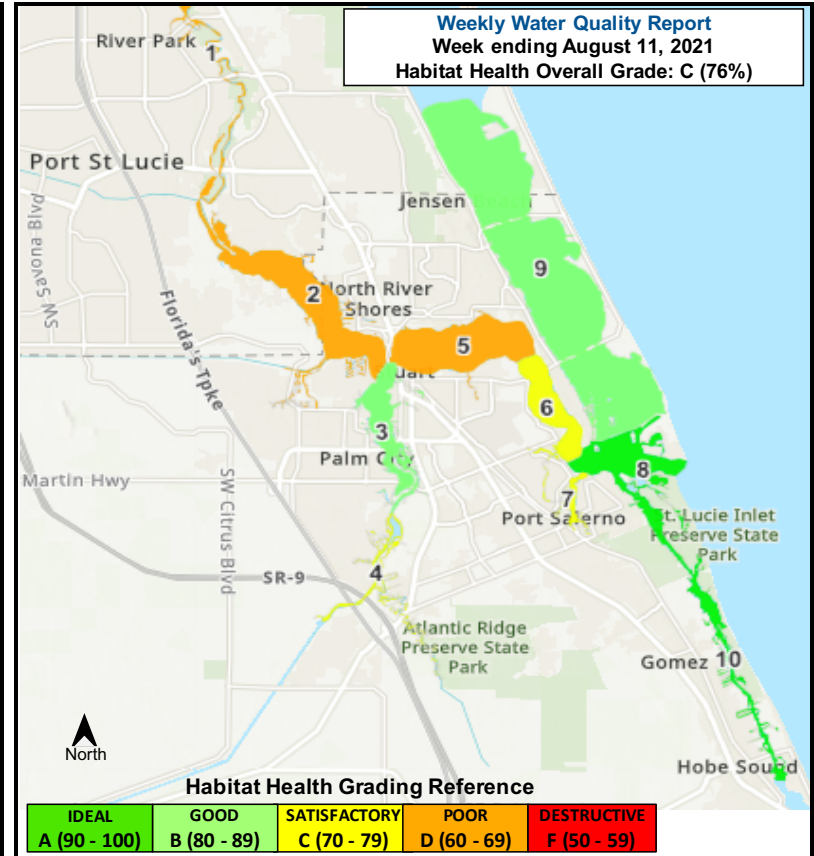 Weekly Water Quality Report
Week ending August 11, 2021
Habitat Health Overall Grade: C (76%)
River Park
1
Port St Lucie
Jensen Beach
SW Savona Blvd
9
2
North River
Shores
Florida's Tpke
5
uart
6
3
Palm City
8
Martin Hwy
SW Citrus Blvd
7
Port Salerno
St. Lucie Inlet
Preserve State
Park
SR-9
4
Atlantic Ridge
Preserve State
Park
Gomez 10
North
Hobe Sound
Habitat Health Grading Reference
IDEAL
A (90 - 100)
GOOD
B (80 - 89)
SATISFACTORY
C (70 - 79)
POOR
D (60 - 69)
DESTRUCTIVE
F (50 - 59)